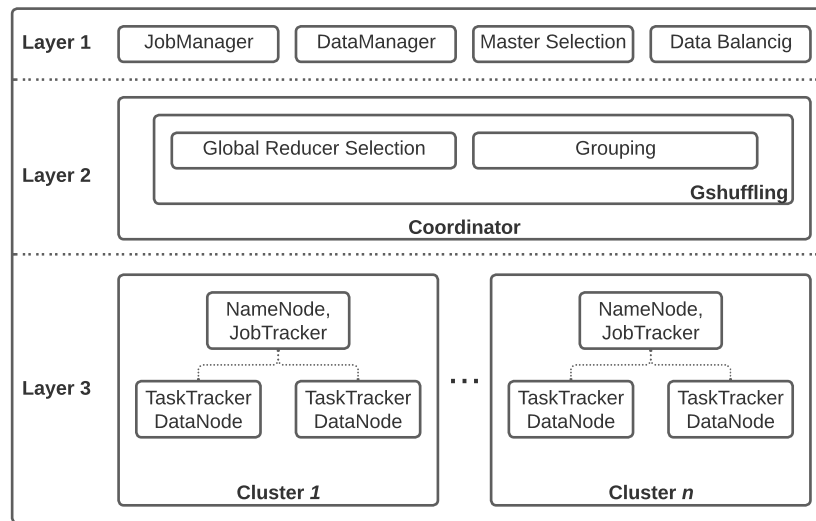 Layer 1
JobManager
DataManager
Master Selection
Data Balancig
Layer 2
Global Reducer Selection
Grouping
Gshuffling
Coordinator
Layer 3
NameNode,
JobTracker
TaskTracker
DataNode
TaskTracker
DataNode
Cluster 1
...
NameNode,
JobTracker
TaskTracker
DataNode
TaskTracker
DataNode
Cluster n